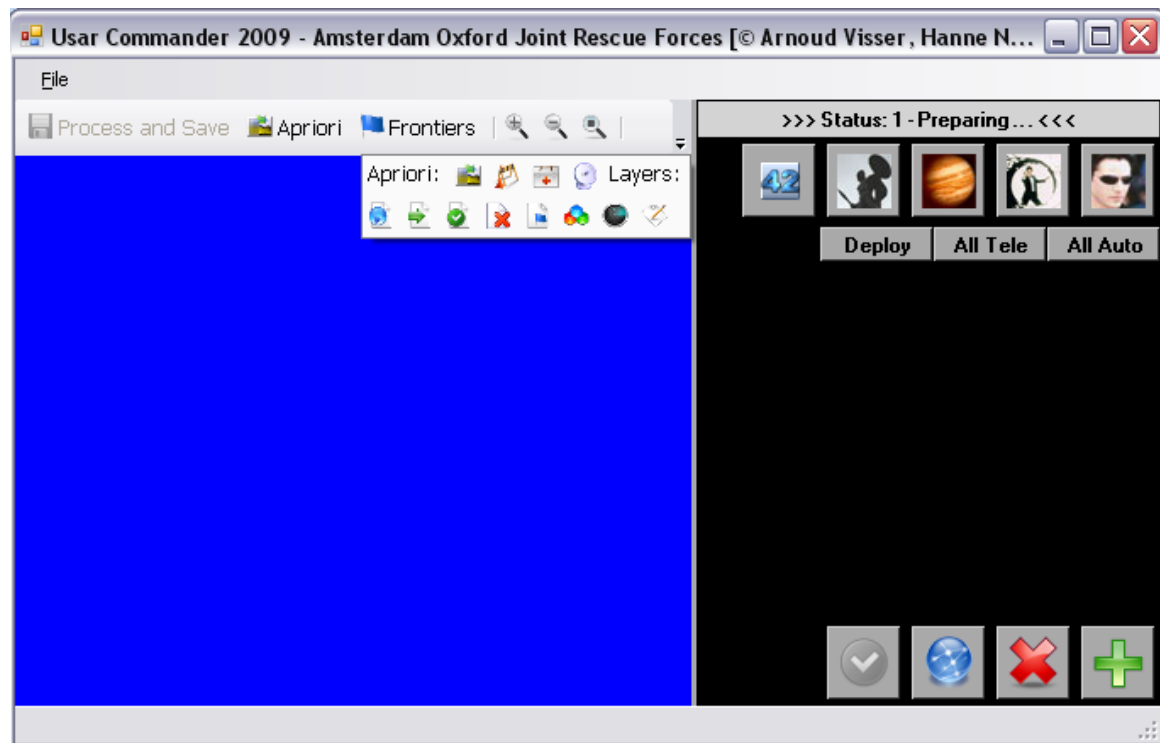 Usar Commander 2009 - Amsterdam Oxford Joint Rescue Forces [© Arnoud Visser, Hanne N...
File
Process and Save Apriori Frontiers
>>> Status: 1 - Preparing... <<<
Apriori: Layers:
42
Deploy All Tele All Auto